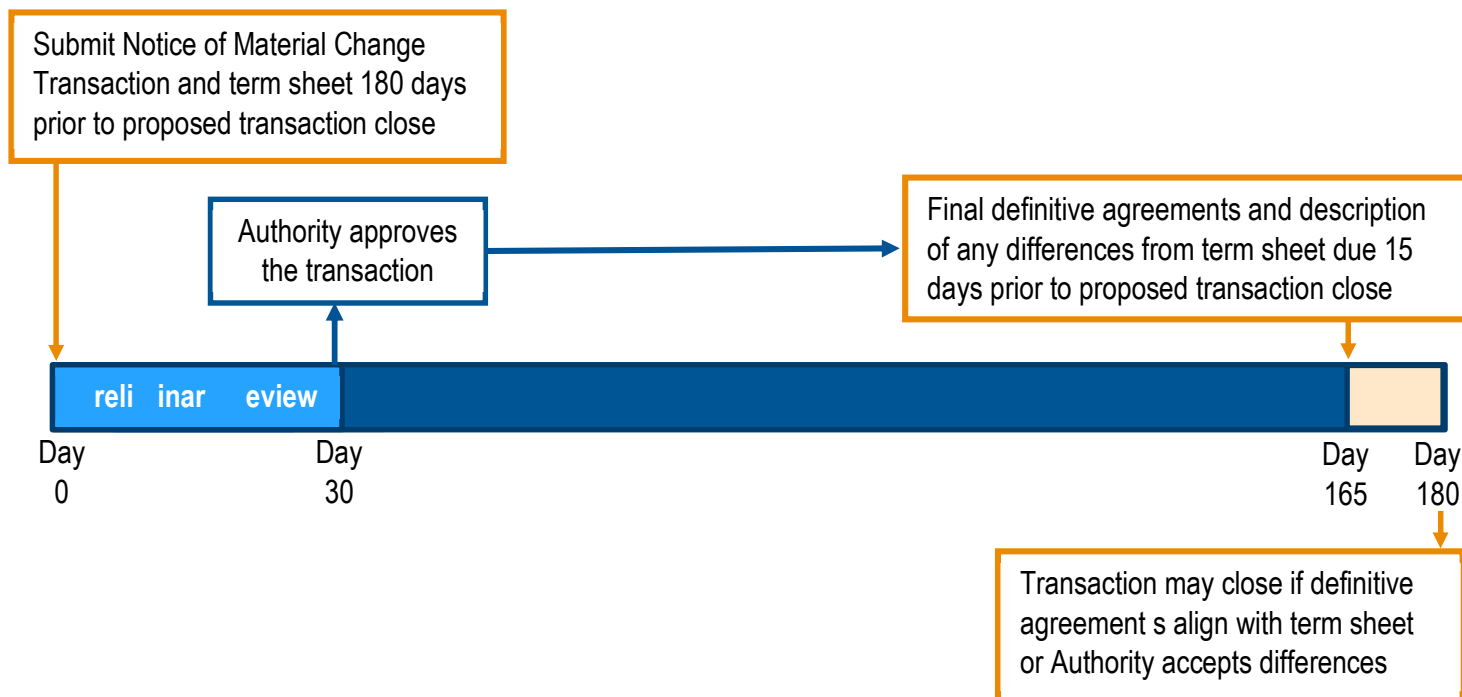 Submit Notice of Material Change
Transaction and term sheet 180 days
prior to proposed transaction close
Authority approves
the transaction
Final definitive agreements and description
of any differences from term sheet due 15
days prior to proposed transaction close
reli inar eview
Day
0
Day
30
Day
165
Day
180
Transaction may close if definitive
agreement s align with term sheet
or Authority accepts differences